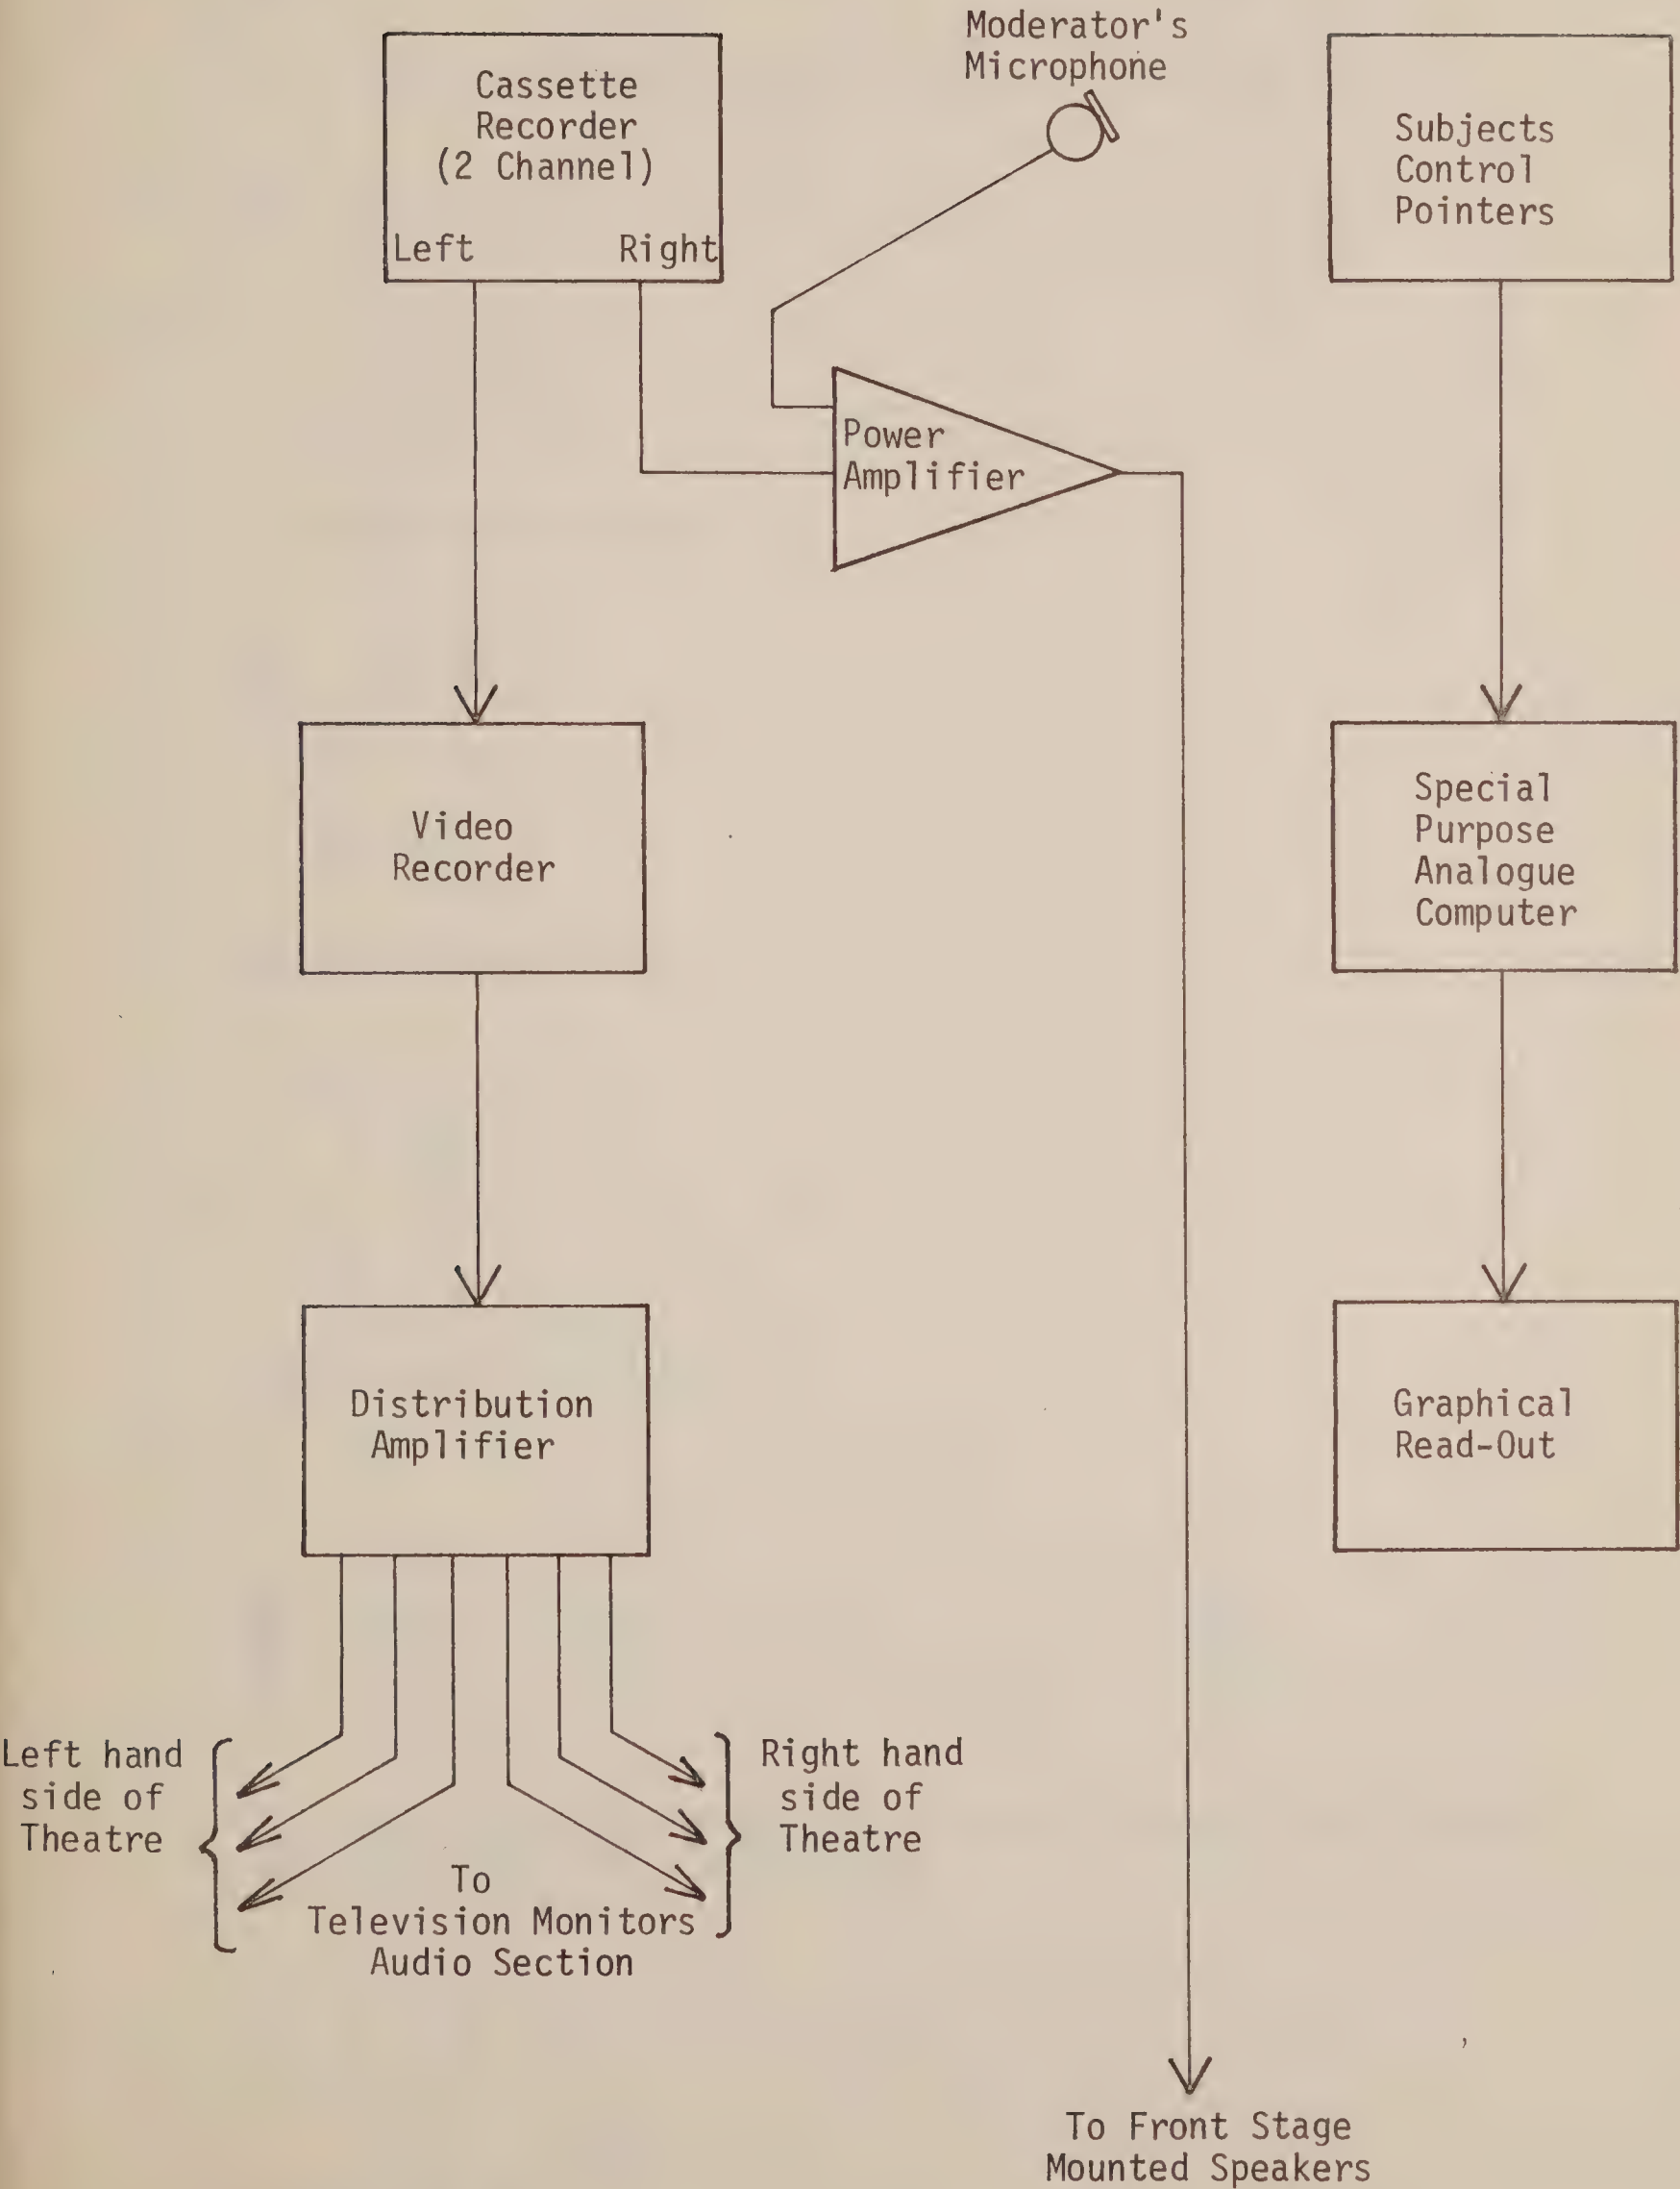 Cassette
Recorder
(2 Channel)
Left Right
Moderator's
Microphone
Subjects
Control
Pointers
Power
Amplifier
Video
Recorder
Special
Purpose
Analogue
Computer
Distribution
Amplifier
Graphical
Read-Out
Left hand
side of
Theatre
To
Television Monitors
Audio Section
Right hand
side of
Theatre
To Front Stage
Mounted Speakers